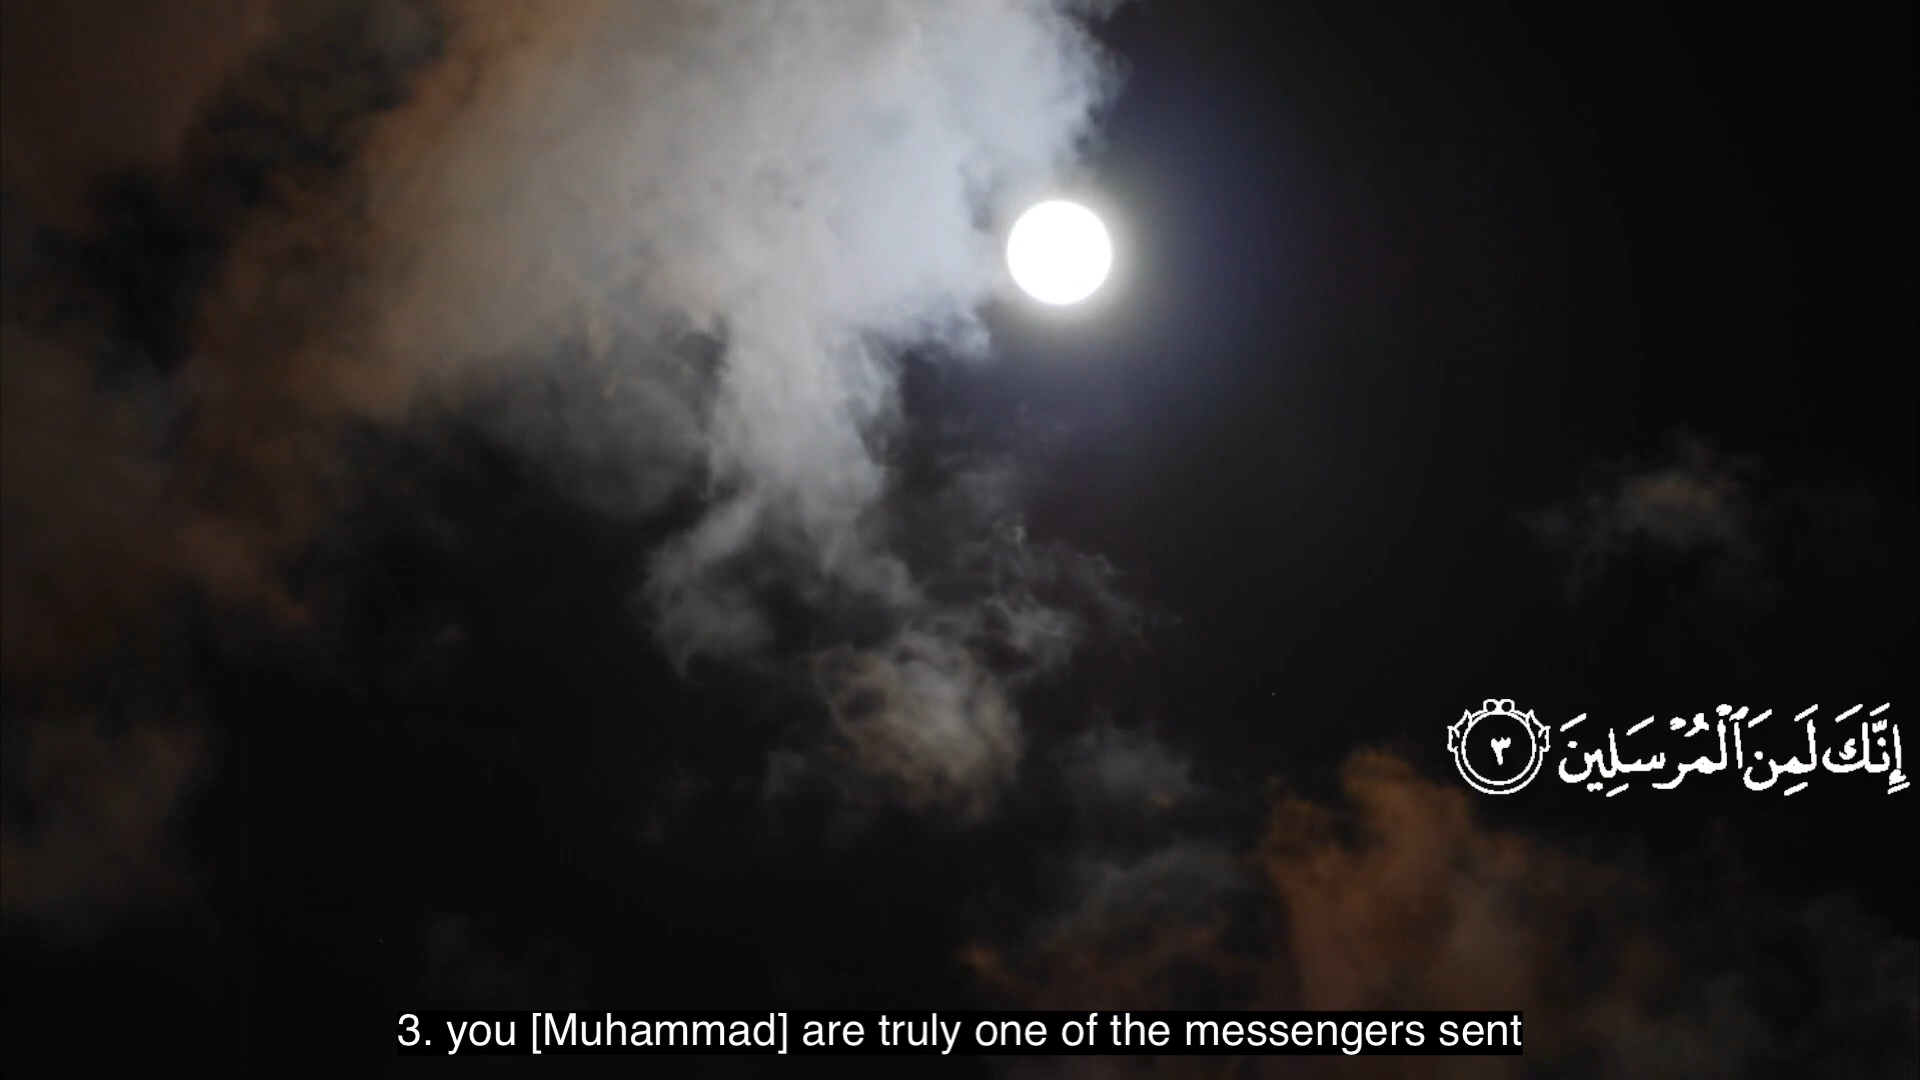 إِنَّكَ لَمِنَ ٱلْمُرْسَلِينَ ٣
3. you [Muhammad] are truly one of the messengers sent